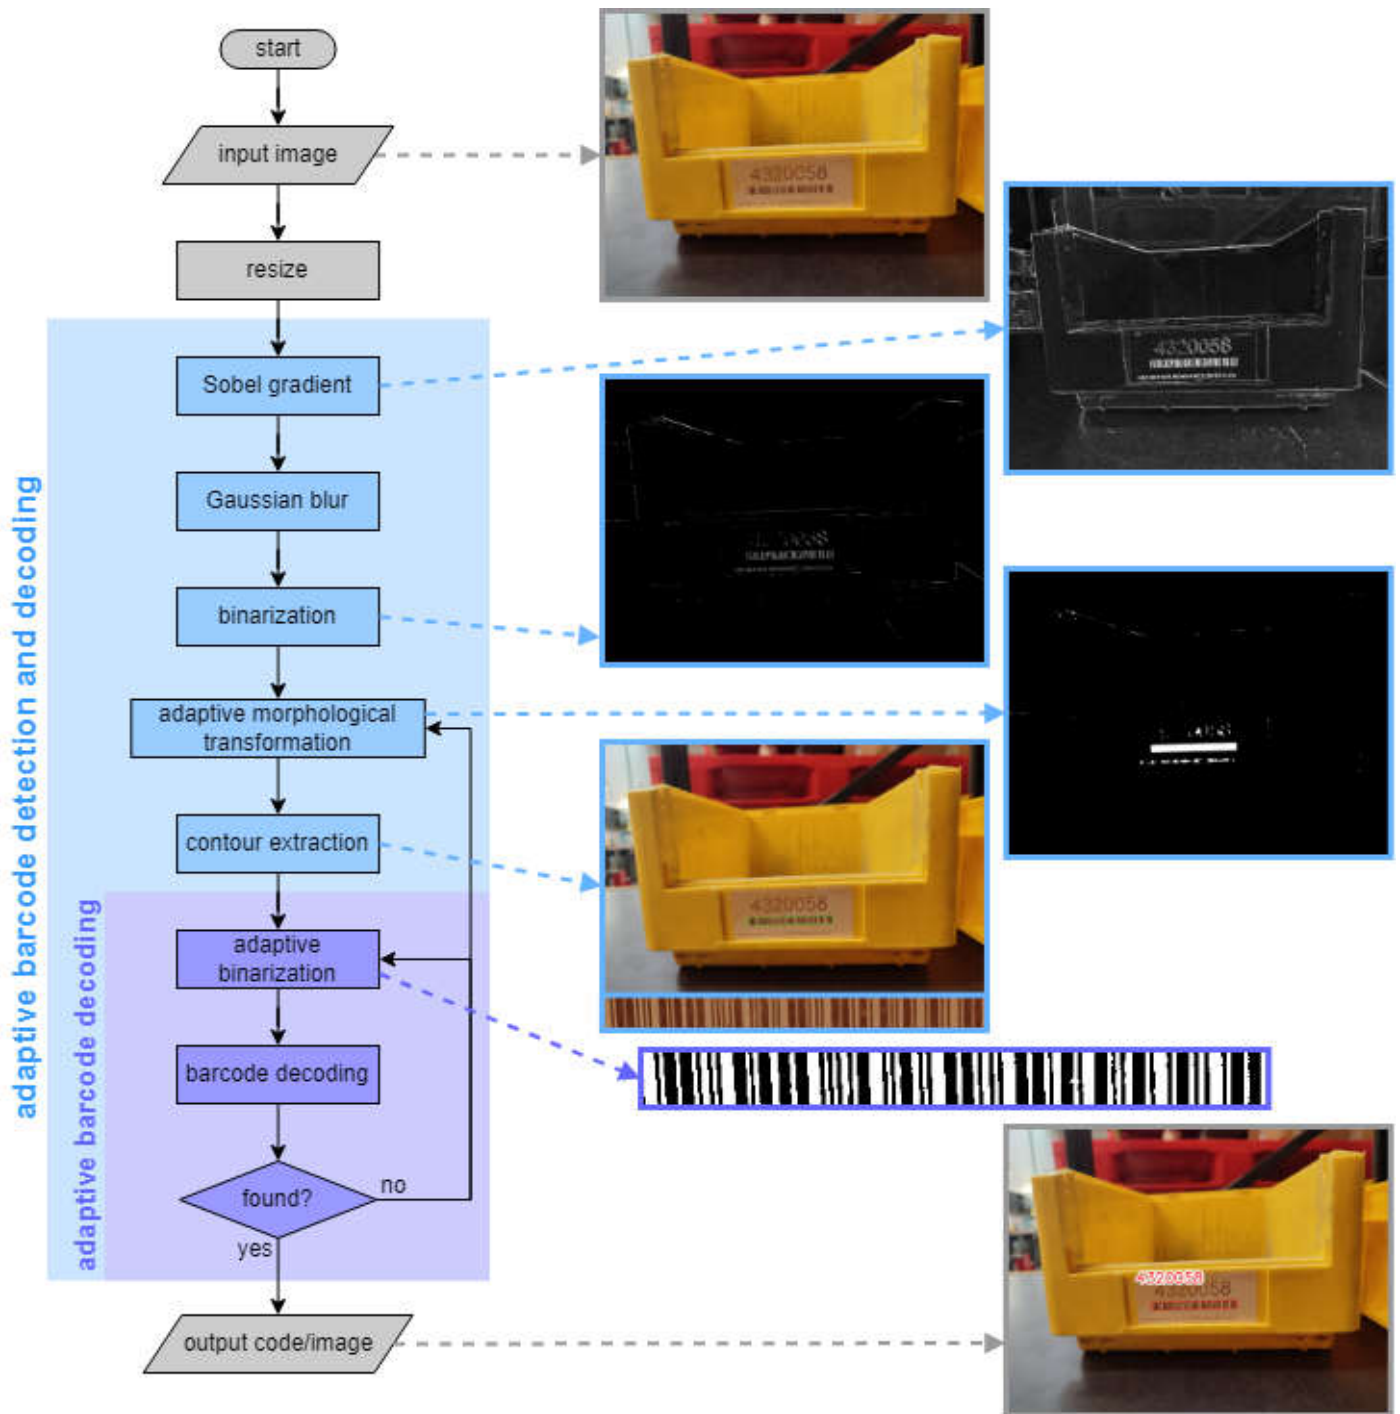 start
input image
resize
Sobel gradient
Gaussian blur
binarization
adaptive morphological
transformation
contour extraction
adaptive
binarization
barcode decoding
found?
no
yes
output code/image
adaptive barcode detection and decoding
adaptive barcode decoding
4320058
4320058
4320058
4320058
4320058